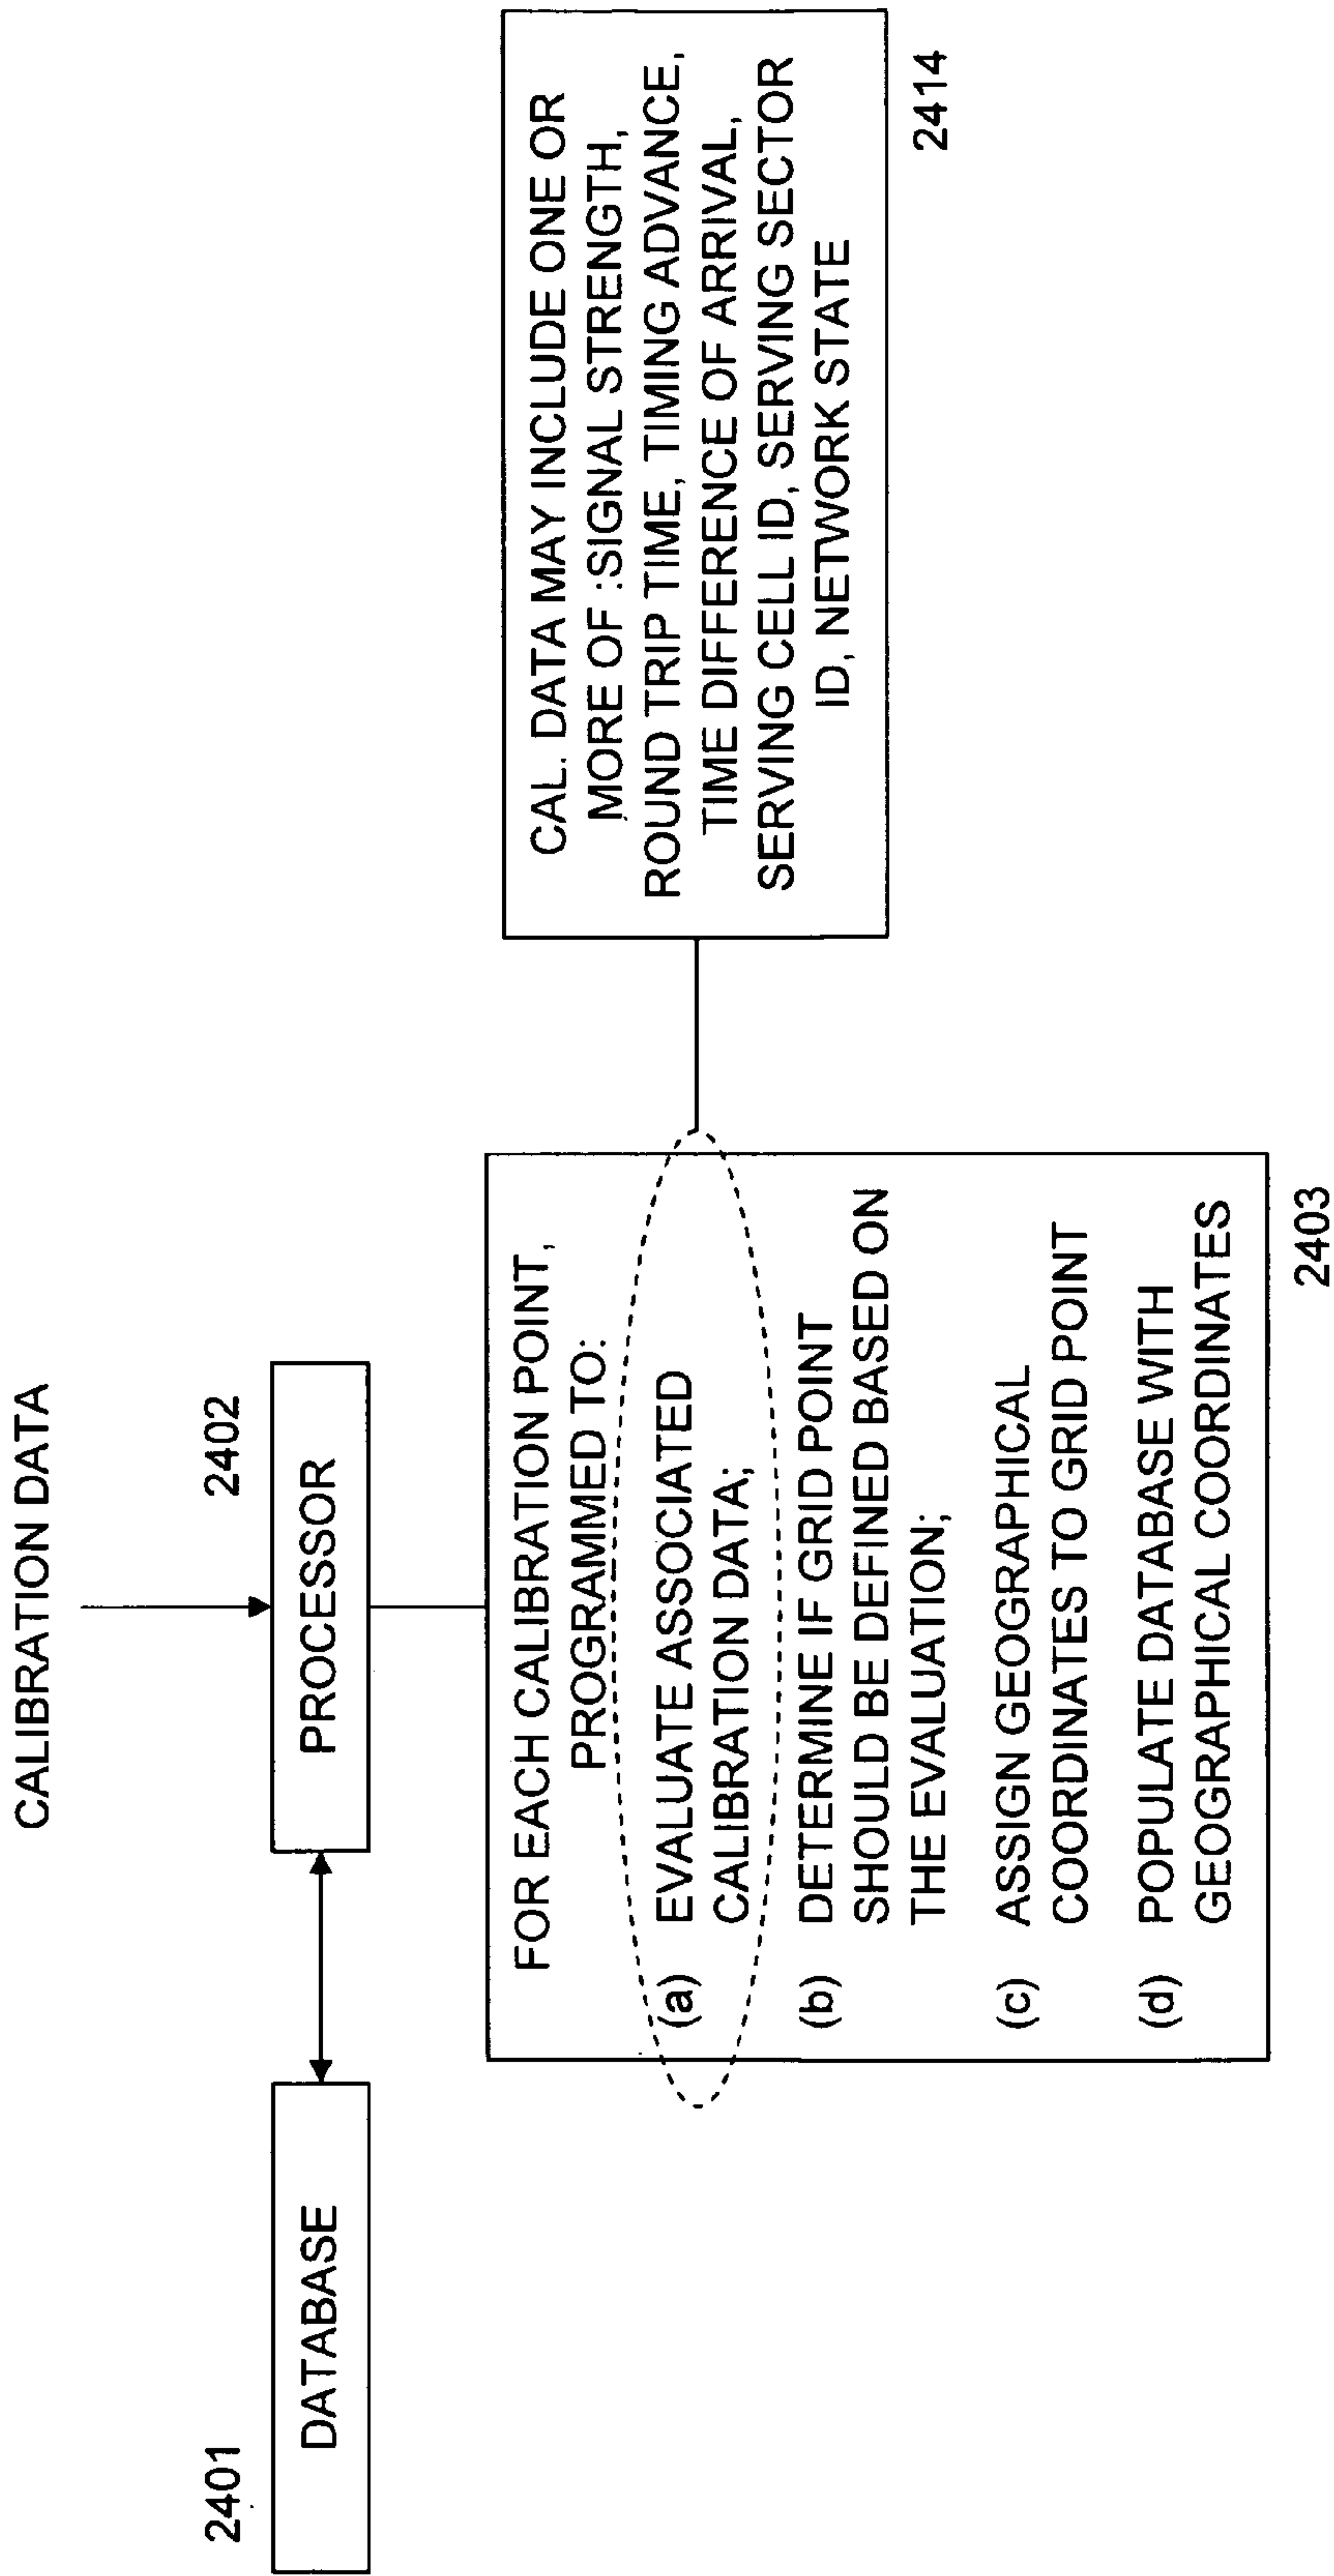 CALIBRATION DATA
2401
DATABASE
2402
PROCESSOR
FOR EACH CALIBRATION POINT,
PROGRAMMED TO:
(a) EVALUATE ASSOCIATED
CALIBRATION DATA;
(b) DETERMINE IF GRID POINT
SHOULD BE DEFINED BASED ON
THE EVALUATION;
(c) ASSIGN GEOGRAPHICAL
COORDINATES TO GRID POINT
(d) POPULATE DATABASE WITH
GEOGRAPHICAL COORDINATES
2403
CAL. DATA MAY INCLUDE ONE OR
MORE OF :SIGNAL STRENGTH,
ROUND TRIP TIME, TIMING ADVANCE,
TIME DIFFERENCE OF ARRIVAL,
SERVING CELL ID, SERVING SECTOR
ID, NETWORK STATE
2414